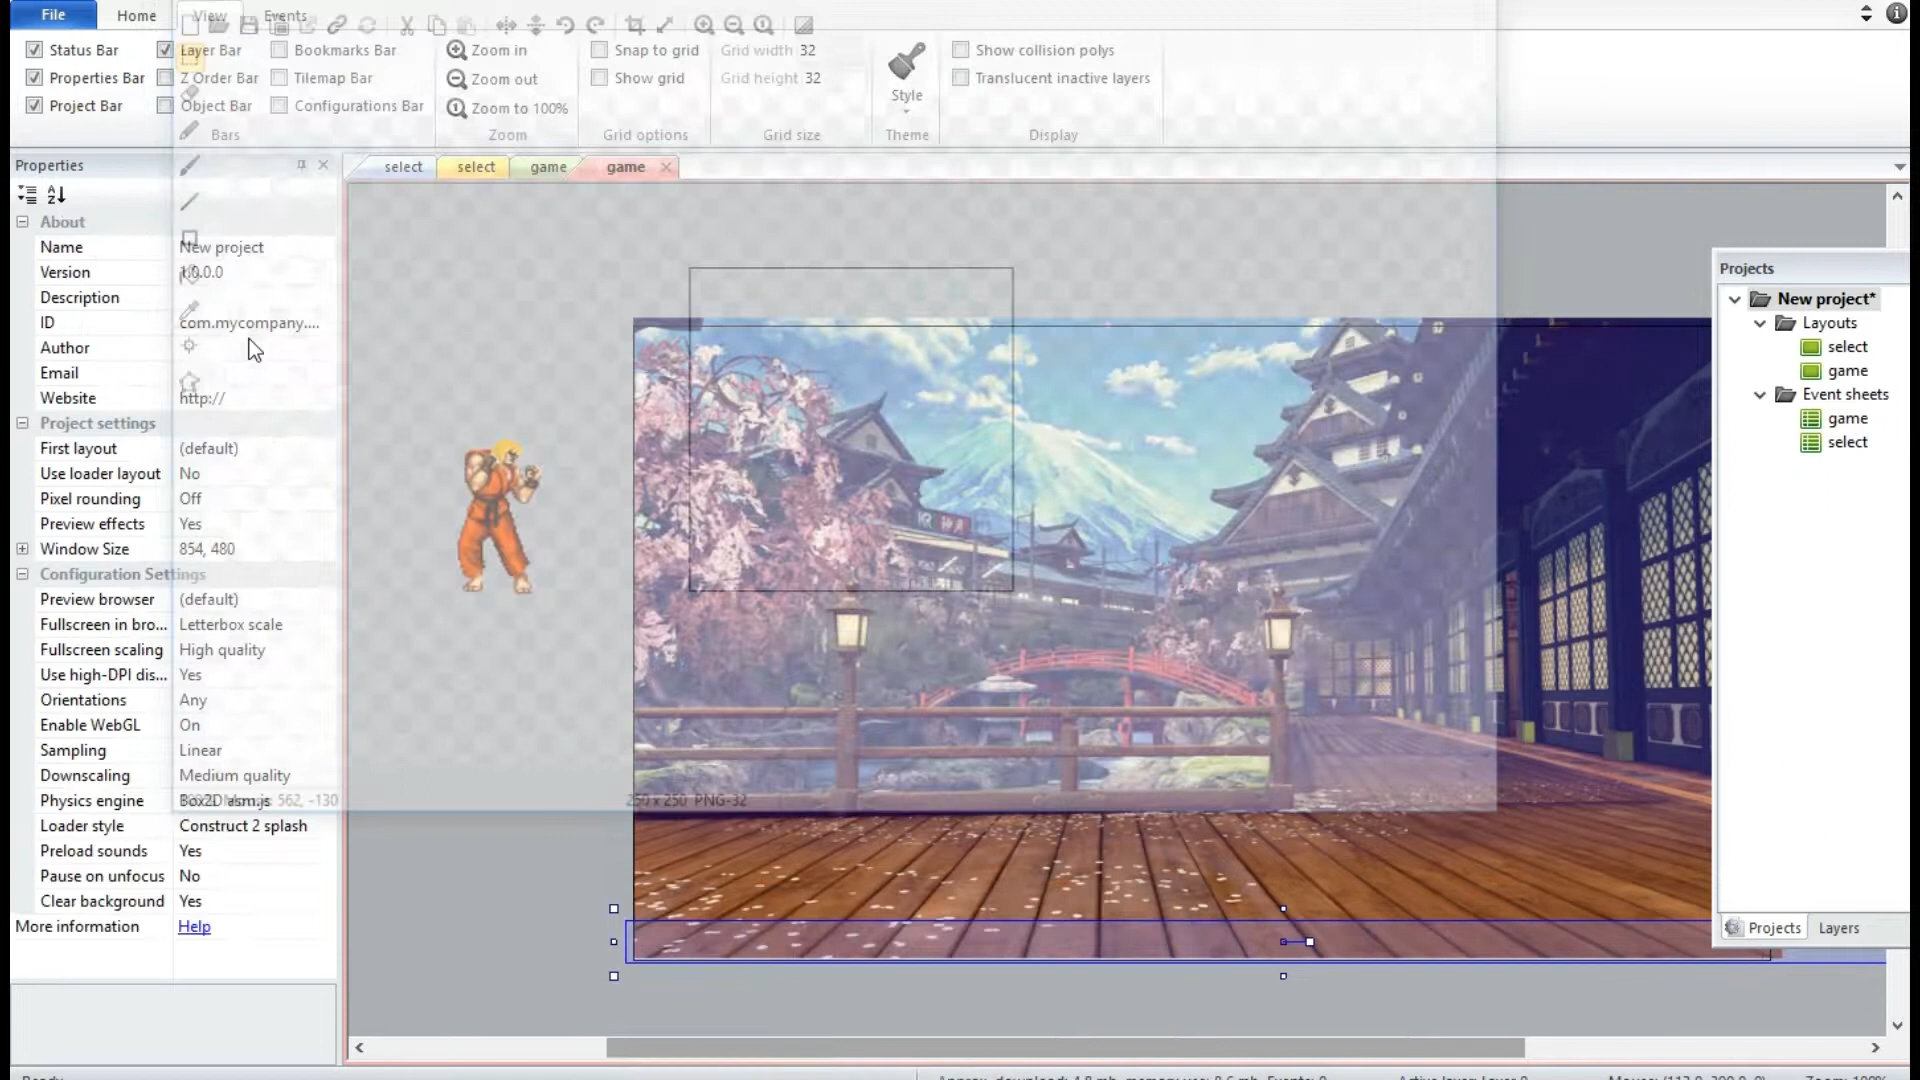 File Home View Events
Status Bar Layer Bar Bookmarks Bar Zoom in Snap to grid Grid width 32 Show collision polys
Properties Bar Z Order Bar Tilemap Bar Zoom out Show grid Grid height 32 Translucent inactive layers
Project Bar Object Bar Configurations Bar Zoom to 100% Style
Bars Zoom Grid options Grid size Theme Display
Properties
select select game game
About
Name New project
Version 1.0.0.0
Description
ID com.mycompany....
Author
Email
Website http://
Project settings
First layout (default)
Use loader layout No
Pixel rounding Off
Preview effects Yes
Window Size 854, 480
Configuration Settings
Preview browser (default)
Fullscreen in bro... Letterbox scale
Fullscreen scaling High quality
Use high-DPI dis... Yes
Orientations Any
Enable WebGL On
Sampling Linear
Downscaling Medium quality
Physics engine Box2D asm.js 562, -130
250 x 250 PNG-32
Loader style Construct 2 splash
Preload sounds Yes
Pause on unfocus No
Clear background Yes
More information Help
Projects
New project*
Layouts
select
game
Event sheets
game
select
Projects Layers